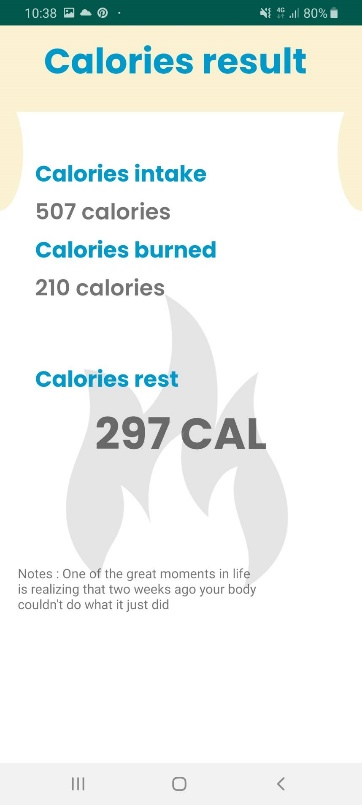 10:38
4G
80%
Calories result
Calories intake
507 calories
Calories burned
210 calories
Calories rest
297 CAL
Notes : One of the great moments in life
is realizing that two weeks ago your body
couldn't do what it just did